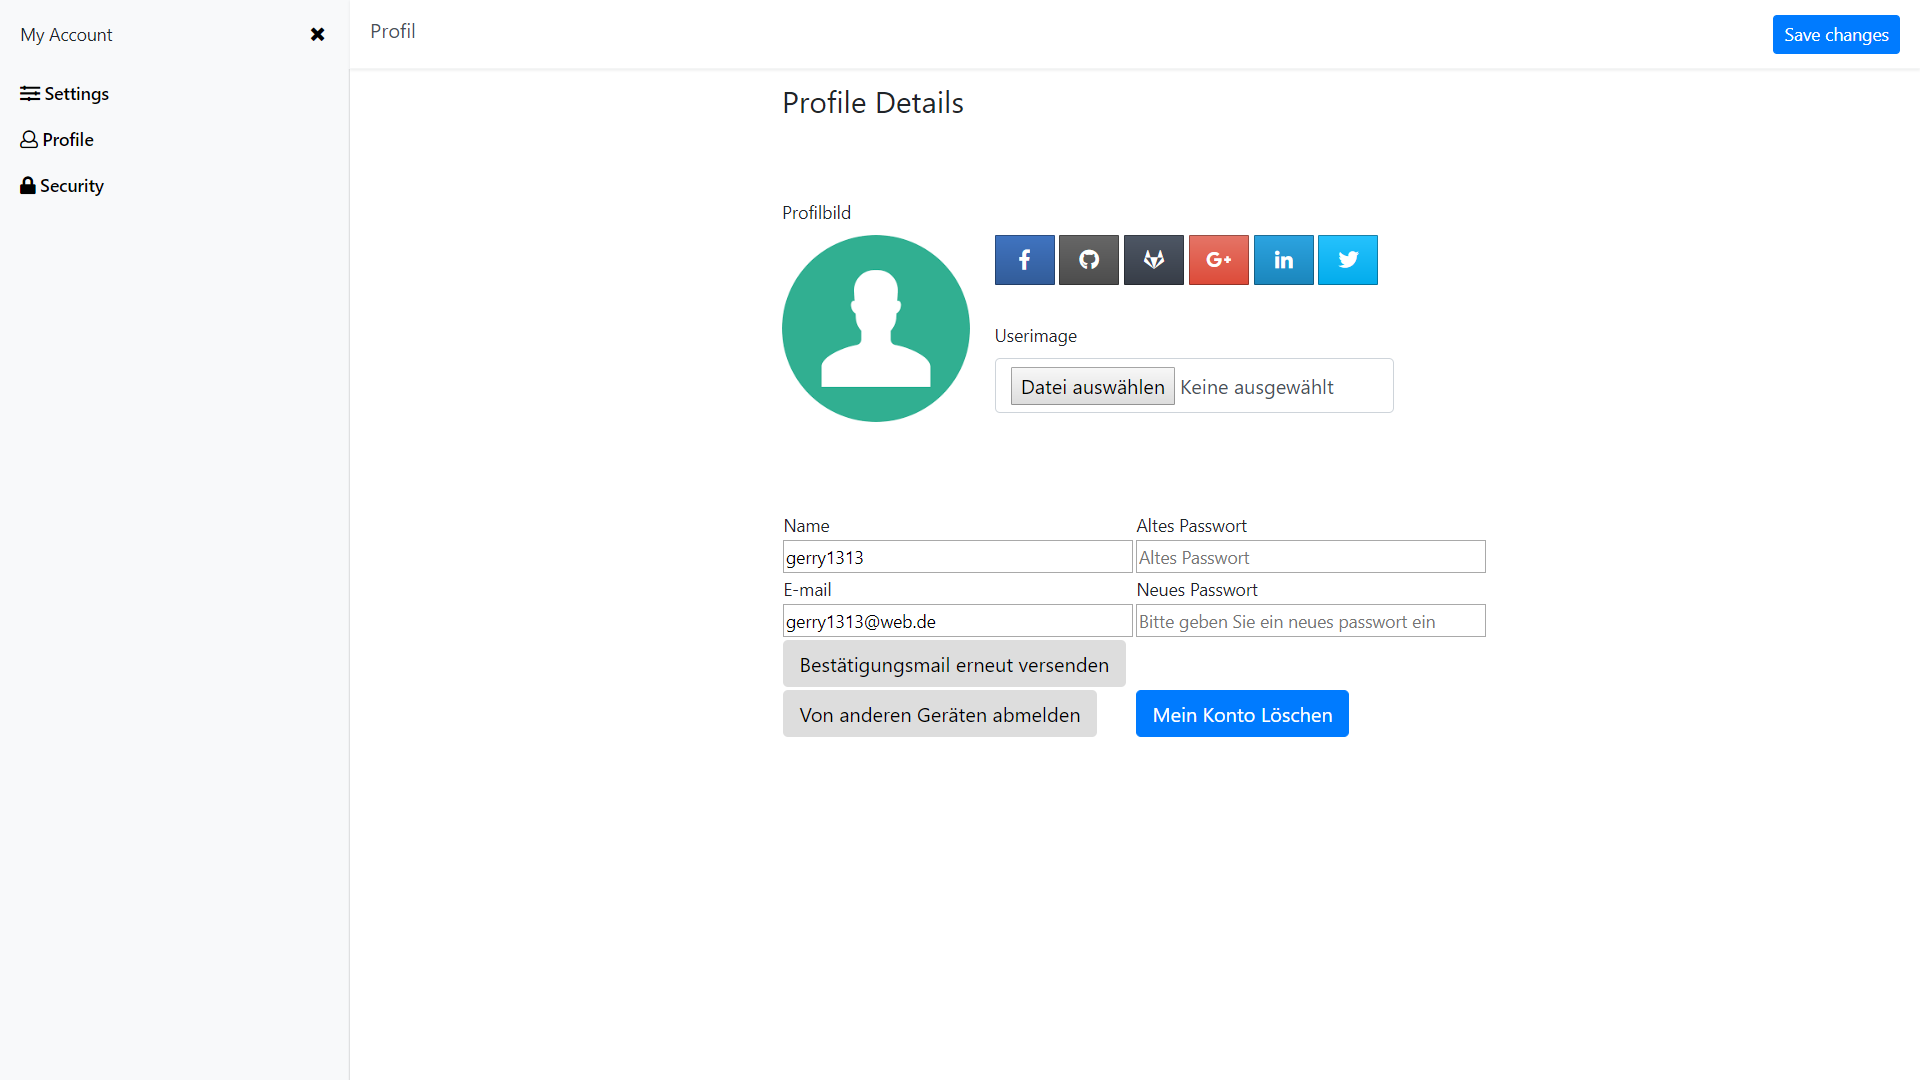 My Account
Profil
Save changes
Settings
Profile
Security
Profile Details
Profilbild
Userimage
Datei auswählen Keine ausgewählt
Name Altes Passwort
gerry1313 Altes Passwort
E-mail Neues Passwort
gerry1313@web.de Bitte geben Sie ein neues passwort ein
Bestätigungsmail erneut versenden
Von anderen Geräten abmelden Mein Konto Löschen